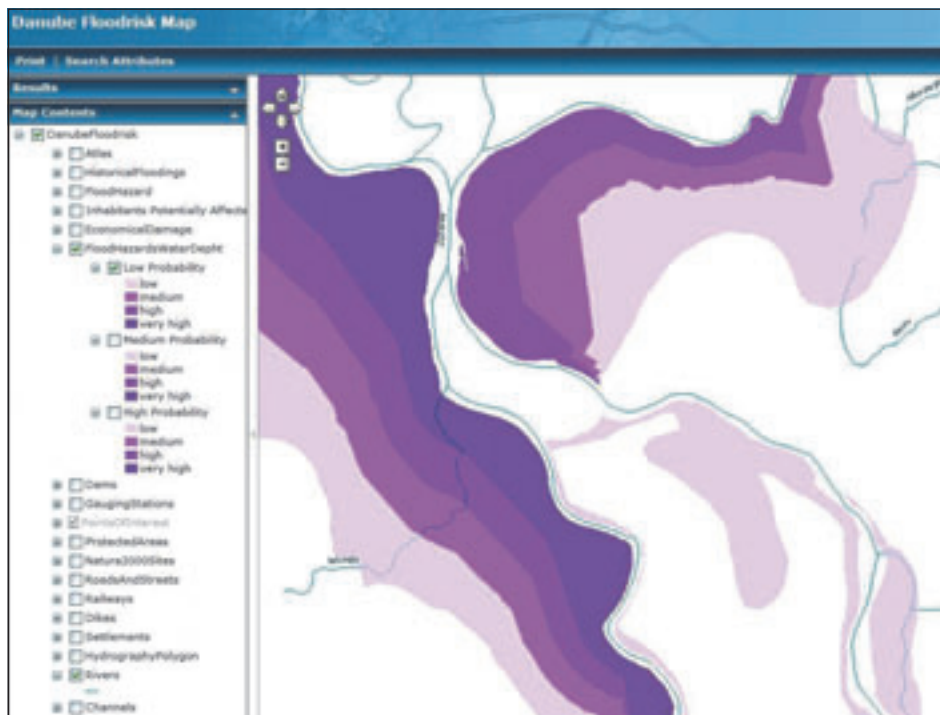 Danube Floodrisk Map
Print | Search Attributes
Results
Map Contents
DanubeFloodrisk
Atlas
HistoricalFloodings
FloodHazard
Inhabitants Potentially Affecte
EconomicalDamage
FloodHazardsWaterDepht
Low Probability
low
medium
high
very high
Medium Probability
low
medium
high
very high
High Probability
low
medium
high
very high
Dams
GaugingStations
PointsOfInterest
ProtectedAreas
Natura2000Sites
RoadsAndStreets
Railways
Dikes
Settlements
HydrographyPolygon
Rivers
Channels